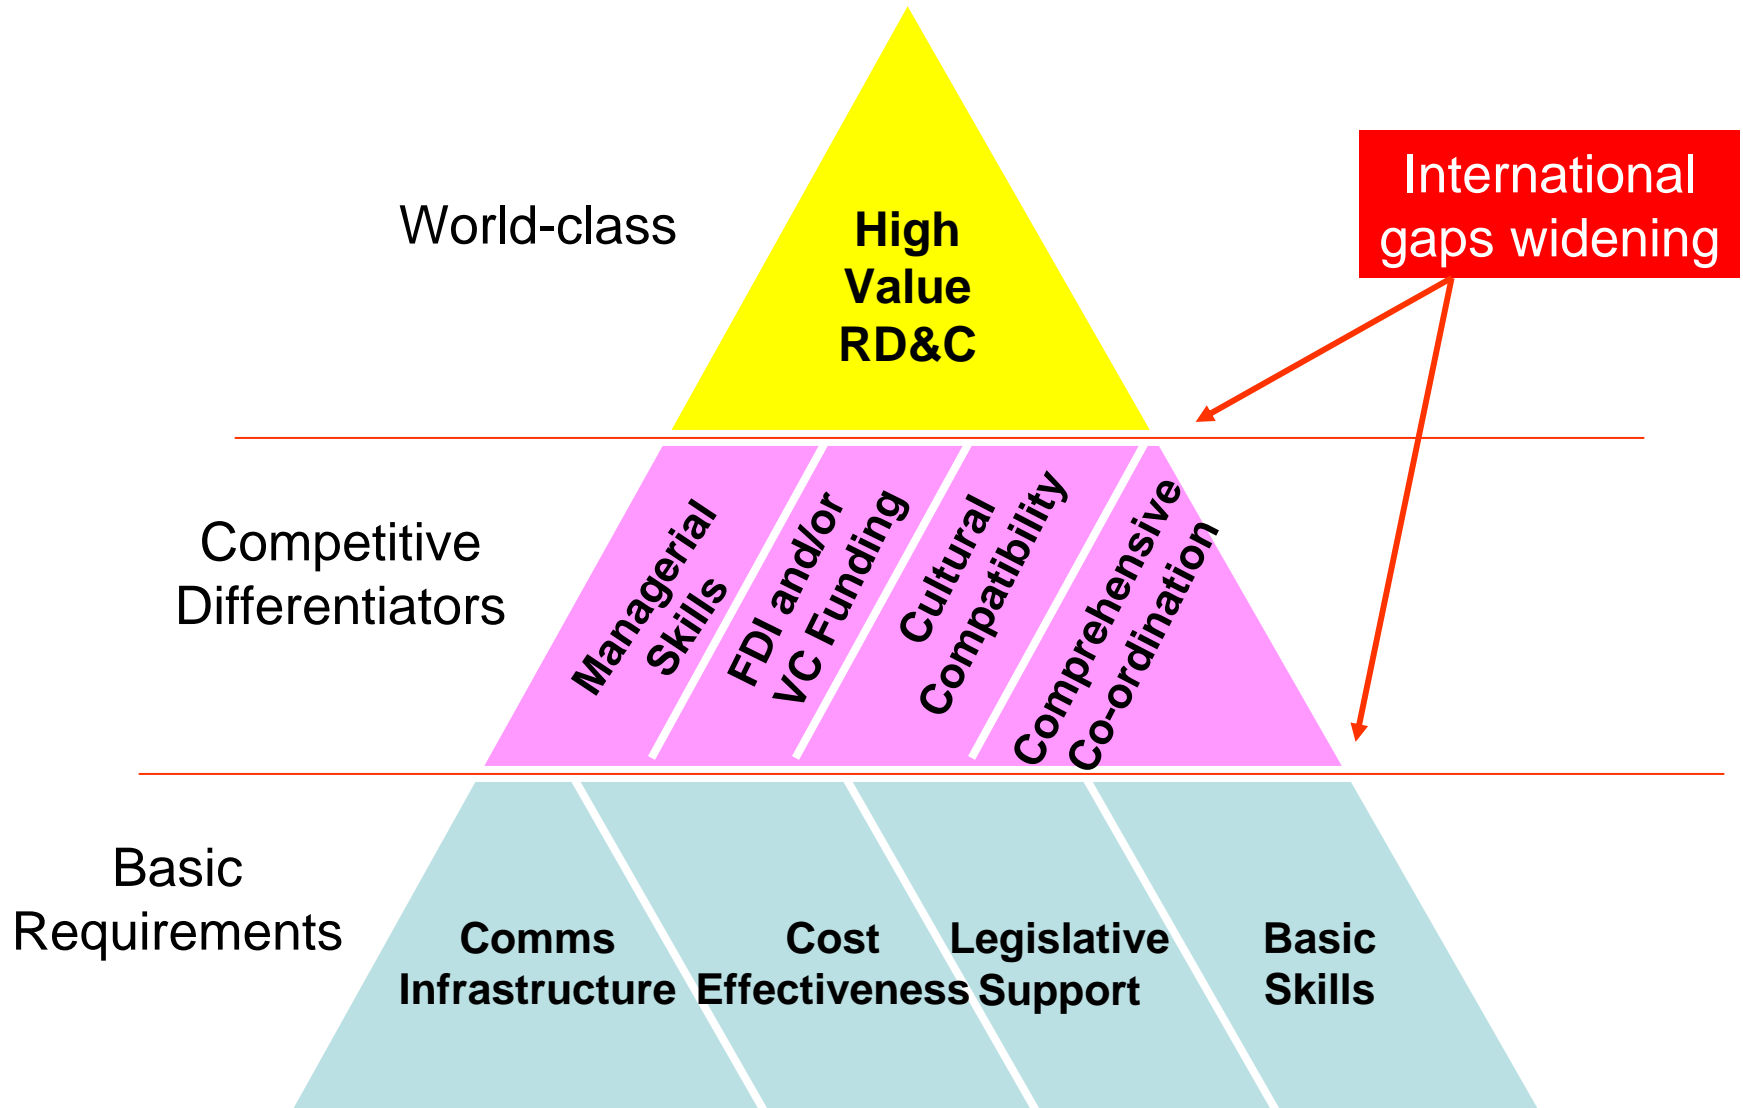 World-class
High
Value
RD&C
International
gaps widening
Competitive
Differentiators
Managerial
Skills
FDI and/or
VC Funding
Cultural
Compatibility
Comprehensive
Co-ordination
Basic
Requirements
Comms
Infrastructure
Cost
Effectiveness
Legislative
Support
Basic
Skills